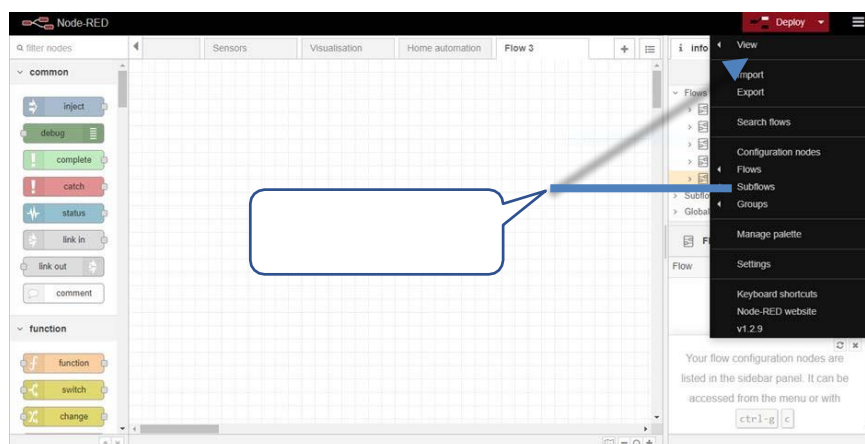 Node-RED
Deploy
filter nodes
Sensors
Visualisation
Home automation
Flow 3
info
common
inject
debug
complete
catch
status
link in
link out
comment
function
function
switch
change
Flows
Global
Flow
View
Import
Export
Search flows
Configuration nodes
Flows
Subflows
Groups
Manage palette
Settings
Keyboard shortcuts
Node-RED website
v1.2.9
Your flow configuration nodes are
listed in the sidebar panel. It can be
accessed from the menu or with
ctrl-g c